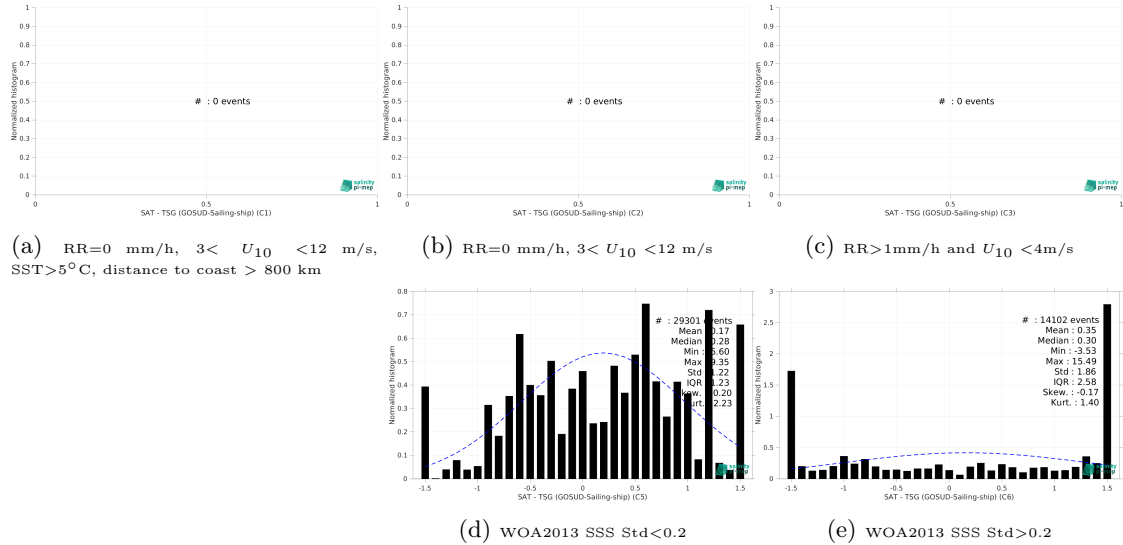 1
0.9
0.8
0.7
0.6
0.5
0.4
0.3
0.2
0.1
0
Normalized histogram
# : 0 events
salinity
pi-mep
0 0.5 1
SAT - TSG (GOSUD-Sailing-ship) (C1)
1
0.9
0.8
0.7
0.6
0.5
0.4
0.3
0.2
0.1
0
Normalized histogram
# : 0 events
salinity
pi-mep
0 0.5 1
SAT - TSG (GOSUD-Sailing-ship) (C2)
1
0.9
0.8
0.7
0.6
0.5
0.4
0.3
0.2
0.1
0
Normalized histogram
# : 0 events
salinity
pi-mep
0 0.5 1
SAT - TSG (GOSUD-Sailing-ship) (C3)
(a) RR=0 mm/h, 3< U10 <12 m/s,
SST>5°C, distance to coast > 800 km
(b) RR=0 mm/h, 3< U10 <12 m/s
(c) RR>1mm/h and U10 <4m/s
0.8
0.7
0.6
0.5
0.4
0.3
0.2
0.1
0
Normalized histogram
# : 29301 events
Mean 0.17
Median 0.28
Min
Max
Std 1.22
IQR 1.23
Skew.
Kurt. 2.23
-1.5 -1 -0.5 0 0.5 1 1.5
SAT - TSG (GOSUD-Sailing-ship) (C5)
3
2.5
2
1.5
1
0.5
0
Normalized histogram
# : 14102 events
Mean : 0.35
Median : 0.30
Min : -3.53
Max : 15.49
Std : 1.86
IQR : 2.58
Skew. : -0.17
Kurt. : 1.40
-1.5 -1 -0.5 0 0.5 1 1.5
SAT - TSG (GOSUD-Sailing-ship) (C6)
(d) WOA2013 SSS Std<0.2
(e) WOA2013 SSS Std>0.2